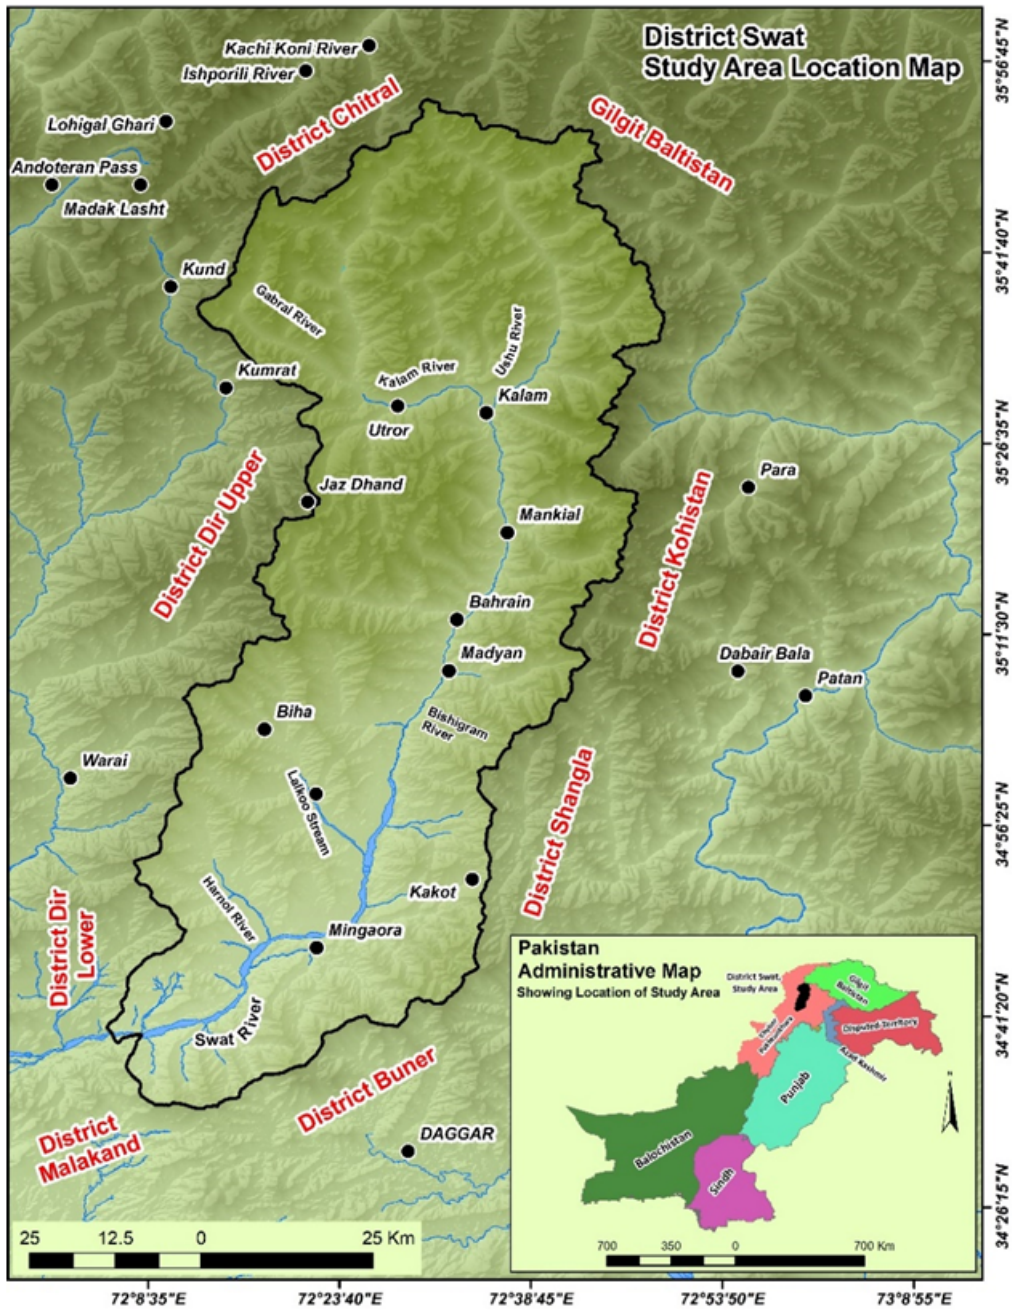 District Swat
Study Area Location Map
Kachi Koni River
Ishporili River
District Chitral
Gilgit Baltistan
Lohigal Ghari
Andoteran Pass
Madak Lasht
Kund
Gabral River
Ushu River
Kumrat
Kalam River
Kalam
Utror
Jaz Dhand
Para
District Dir Upper
District Kohistan
Mankial
Bahrain
Madyan
Dabair Bala
Patan
Biha
Bishigram
River
Warai
Lalkoo Stream
District Shangla
Harnol River
Kakot
District Dir
Lower
Mingaora
Swat River
District Buner
District
Malakand
DAGGAR
25 12.5 0 25 Km
Pakistan
Administrative Map
Showing Location of Study Area
District Swat,
Study Area
Gilgit
Baltistan
Khyber
Pakhtunkhwa
Disputed Territory
Azad Kashmir
Punjab
Balochistan
Sindh
N
700 350 0 700 Km
35°56'45"N
35°41'40"N
35°26'35"N
35°11'30"N
34°56'25"N
34°41'20"N
34°26'15"N
72°8'35"E 72°23'40"E 72°38'45"E 72°53'50"E 73°8'55"E